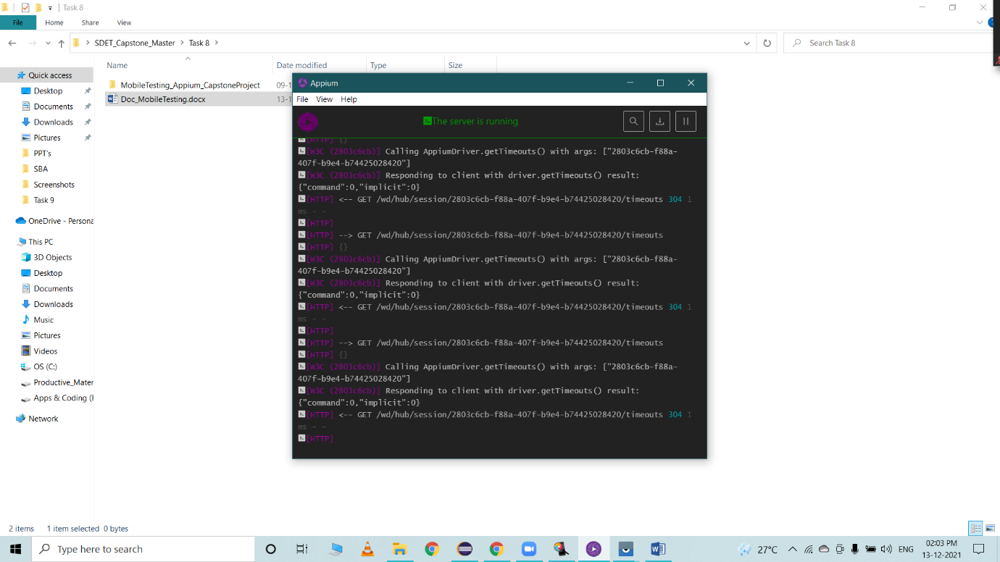 Task 8
File Home Share View
SDET_Capstone_Master Task 8
Search Task 8
Name Date modified Type Size
MobileTesting_Appium_CapstoneProject 09-1
Doc_MobileTesting.docx 13-1
Quick access
Desktop
Documents
Downloads
Pictures
PPT's
SBA
Screenshots
Task 9
OneDrive - Persona
This PC
3D Objects
Desktop
Documents
Downloads
Music
Pictures
Videos
OS (C:)
Productive_Mater
Apps & Coding (I
Network
Appium
File View Help
The server is running
[HTTP] {}
[W3C (2803c6cb)] Calling AppiumDriver.getTimeouts() with args: ["2803c6cb-f88a-
407f-b9e4-b74425028420"]
[W3C (2803c6cb)] Responding to client with driver.getTimeouts() result:
{"command":0,"implicit":0}
[HTTP] <-- GET /wd/hub/session/2803c6cb-f88a-407f-b9e4-b74425028420/timeouts 304 1
ms - -
[HTTP]
[HTTP] --> GET /wd/hub/session/2803c6cb-f88a-407f-b9e4-b74425028420/timeouts
[HTTP] {}
[W3C (2803c6cb)] Calling AppiumDriver.getTimeouts() with args: ["2803c6cb-f88a-
407f-b9e4-b74425028420"]
[W3C (2803c6cb)] Responding to client with driver.getTimeouts() result:
{"command":0,"implicit":0}
[HTTP] <-- GET /wd/hub/session/2803c6cb-f88a-407f-b9e4-b74425028420/timeouts 304 1
ms - -
[HTTP]
[HTTP] --> GET /wd/hub/session/2803c6cb-f88a-407f-b9e4-b74425028420/timeouts
[HTTP] {}
[W3C (2803c6cb)] Calling AppiumDriver.getTimeouts() with args: ["2803c6cb-f88a-
407f-b9e4-b74425028420"]
[W3C (2803c6cb)] Responding to client with driver.getTimeouts() result:
{"command":0,"implicit":0}
[HTTP] <-- GET /wd/hub/session/2803c6cb-f88a-407f-b9e4-b74425028420/timeouts 304 1
ms - -
[HTTP]
2 items 1 item selected 0 bytes
Type here to search
27°C
ENG
02:03 PM
13-12-2021